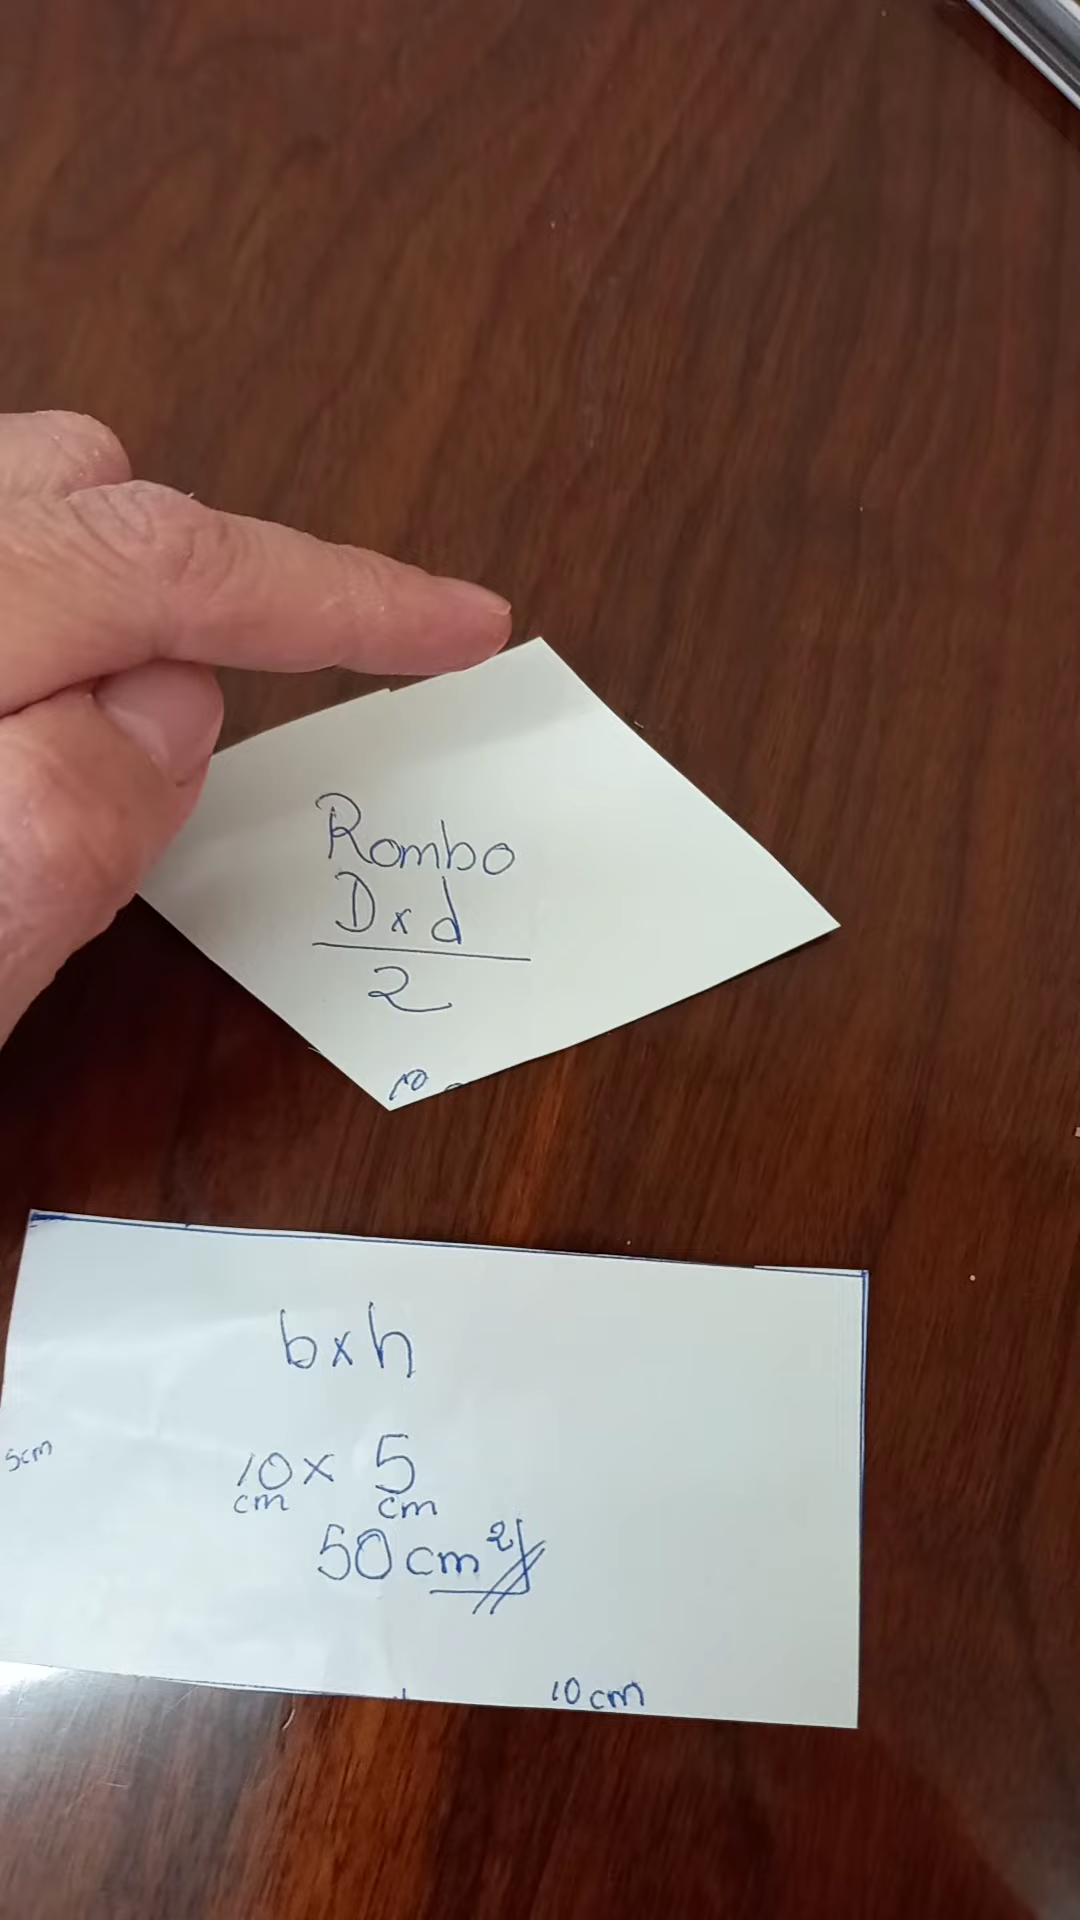 Rombo
D x d
2
10
b x h
5cm
10 x 5
cm cm
50 cm²
10 cm